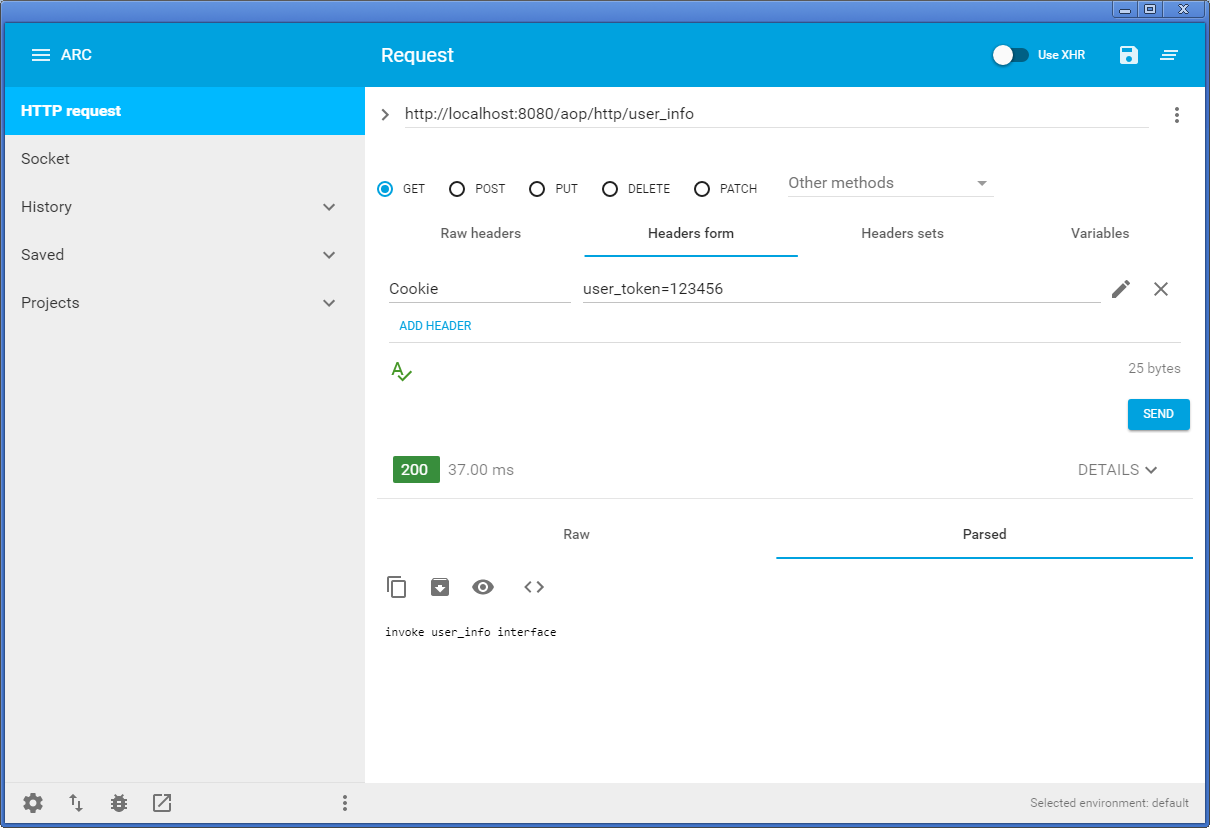 ARC
Request
Use XHR
HTTP request
Socket
History
Saved
Projects
http://localhost:8080/aop/http/user_info
GET POST PUT DELETE PATCH Other methods
Raw headers Headers form Headers sets Variables
Cookie user_token=123456
ADD HEADER
25 bytes
SEND
200 37.00 ms DETAILS
Raw Parsed
invoke user_info interface
Selected environment: default